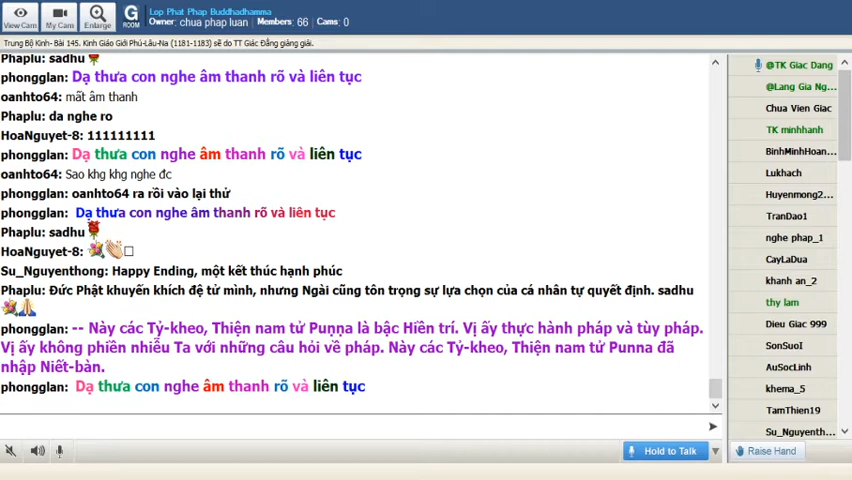 Lop Phat Phap Buddhadhamma
Owner: chua phap luan Members: 66 Cams: 0
View Cam
My Cam
Enlarge
G
ROOM
Trung Bộ Kinh- Bài 145. Kinh Giáo Giới Phú-Lâu-Na (1181-1183) sẽ do TT Giác Đẳng giảng giải.
Phaplu: sadhu
phongglan: Dạ thưa con nghe âm thanh rõ và liên tục
oanhto64: mất âm thanh
Phaplu: da nghe ro
HoaNguyet-8: 111111111
phongglan: Dạ thưa con nghe âm thanh rõ và liên tục
oanhto64: Sao khg khg nghe đc
phongglan: oanhto64 ra rồi vào lại thử
phongglan: Dạ thưa con nghe âm thanh rõ và liên tục
Phaplu: sadhu
HoaNguyet-8:
Su_Nguyenthong: Happy Ending, một kết thúc hạnh phúc
Phaplu: Đức Phật khuyến khích đệ tử mình, nhưng Ngài cũng tôn trọng sự lựa chọn của cá nhân tự quyết định. sadhu
phongglan: -- Này các Tỷ-kheo, Thiện nam tử Puṇṇa là bậc Hiền trí. Vị ấy thực hành pháp và tùy pháp.
Vị ấy không phiền nhiễu Ta với những câu hỏi về pháp. Này các Tỷ-kheo, Thiện nam tử Punna đã
nhập Niết-bàn.
phongglan: Dạ thưa con nghe âm thanh rõ và liên tục
Hold to Talk
@TK Giac Dang
@Lang Gia Ng...
Chua Vien Giac
TK minhhanh
BinhMinhHoan...
Lukhach
Huyenmong2...
TranDao1
nghe phap_1
CayLaDua
khanh an_2
thy lam
Dieu Giac 999
SonSuoI
AuSocLinh
khema_5
TamThien19
Su_Nguyenth...
Raise Hand